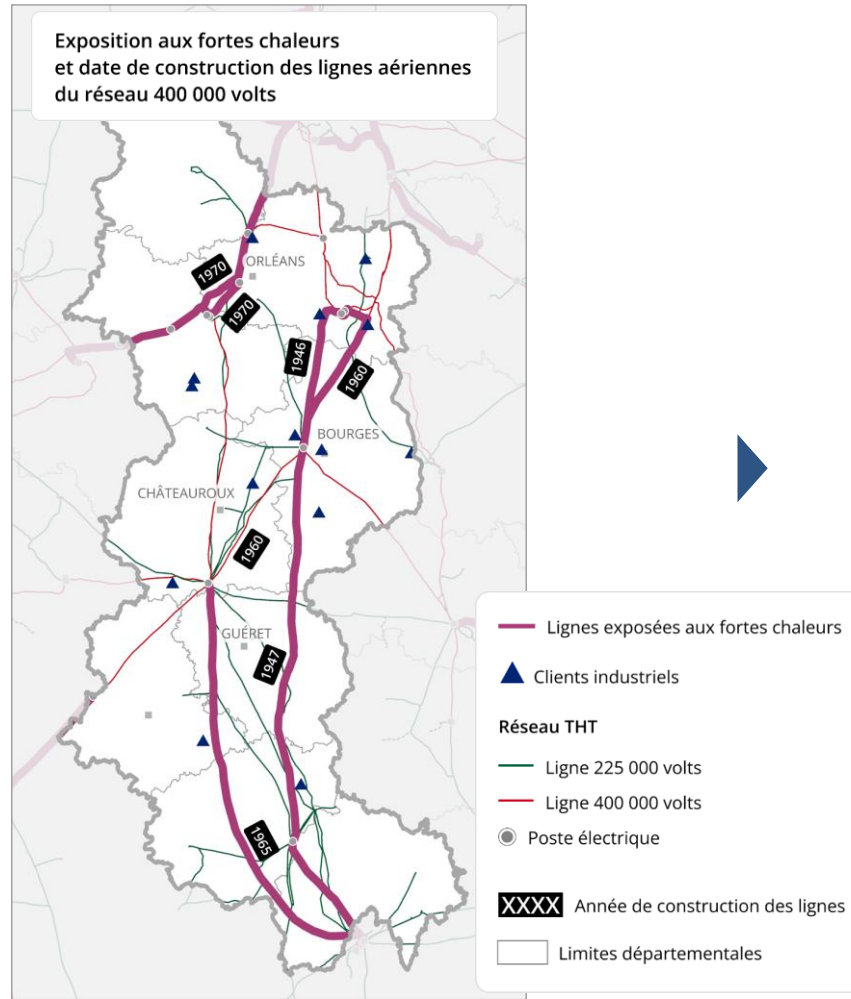 Exposition aux fortes chaleurs
et date de construction des lignes aériennes
du réseau 400 000 volts
ORLÉANS
1970
1970
1946
1960
BOURGES
CHÂTEAUROUX
1960
GUÉRET
1947
1965
Lignes exposées aux fortes chaleurs
Clients industriels
Réseau THT
Ligne 225 000 volts
Ligne 400 000 volts
Poste électrique
XXXX Année de construction des lignes
Limites départementales